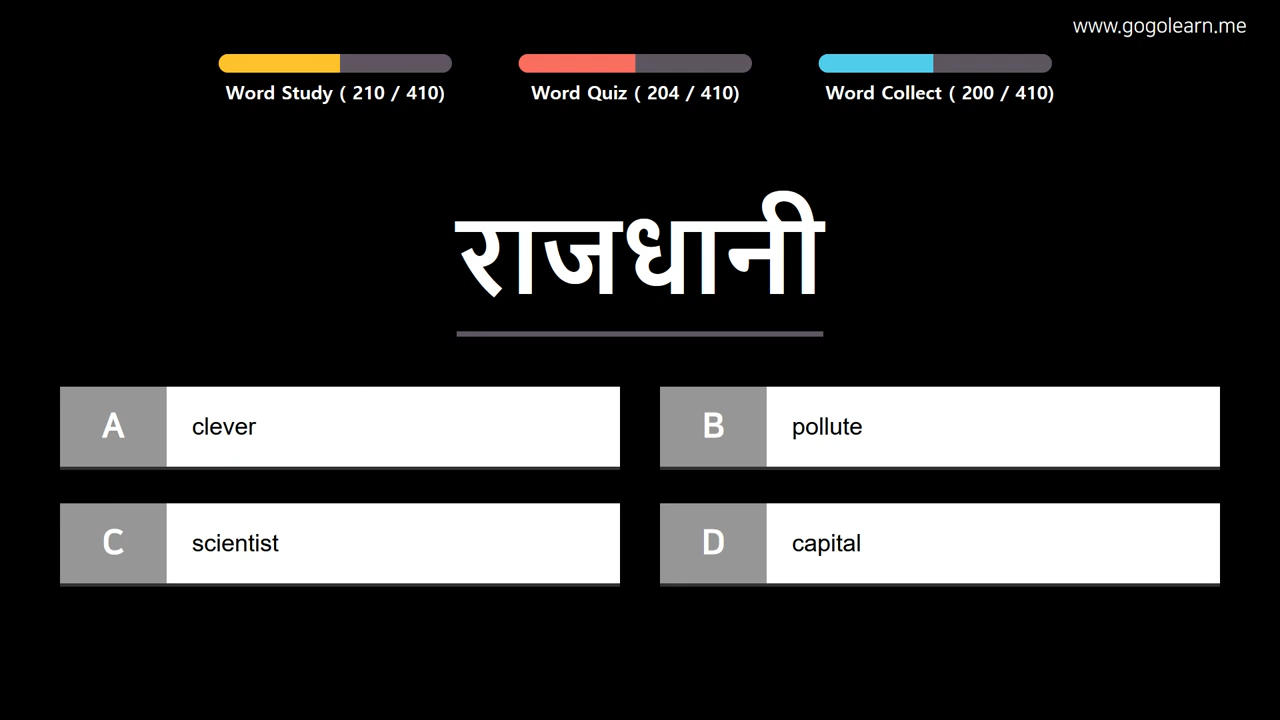 www.gogolearn.me
Word Study ( 210 / 410)
Word Quiz ( 204 / 410)
Word Collect ( 200 / 410)
राजधानी
A clever
B pollute
C scientist
D capital